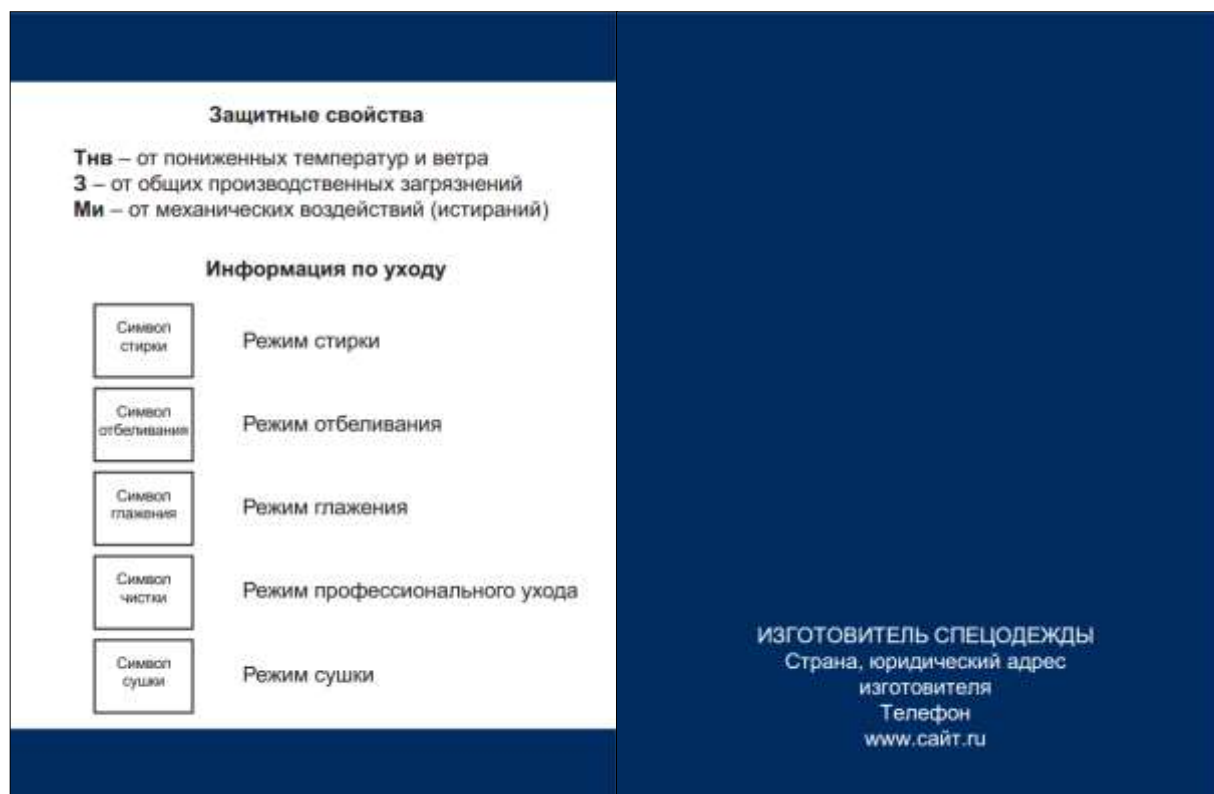 Защитные свойства
Тнв – от пониженных температур и ветра
З – от общих производственных загрязнений
Ми – от механических воздействий (истираний)
Информация по уходу
Символ
стирки
Режим стирки
Символ
отбеливания
Режим отбеливания
Символ
глажения
Режим глажения
Символ
чистки
Режим профессионального ухода
Символ
сушки
Режим сушки
ИЗГОТОВИТЕЛЬ СПЕЦОДЕЖДЫ
Страна, юридический адрес
изготовителя
Телефон
www.сайт.ru